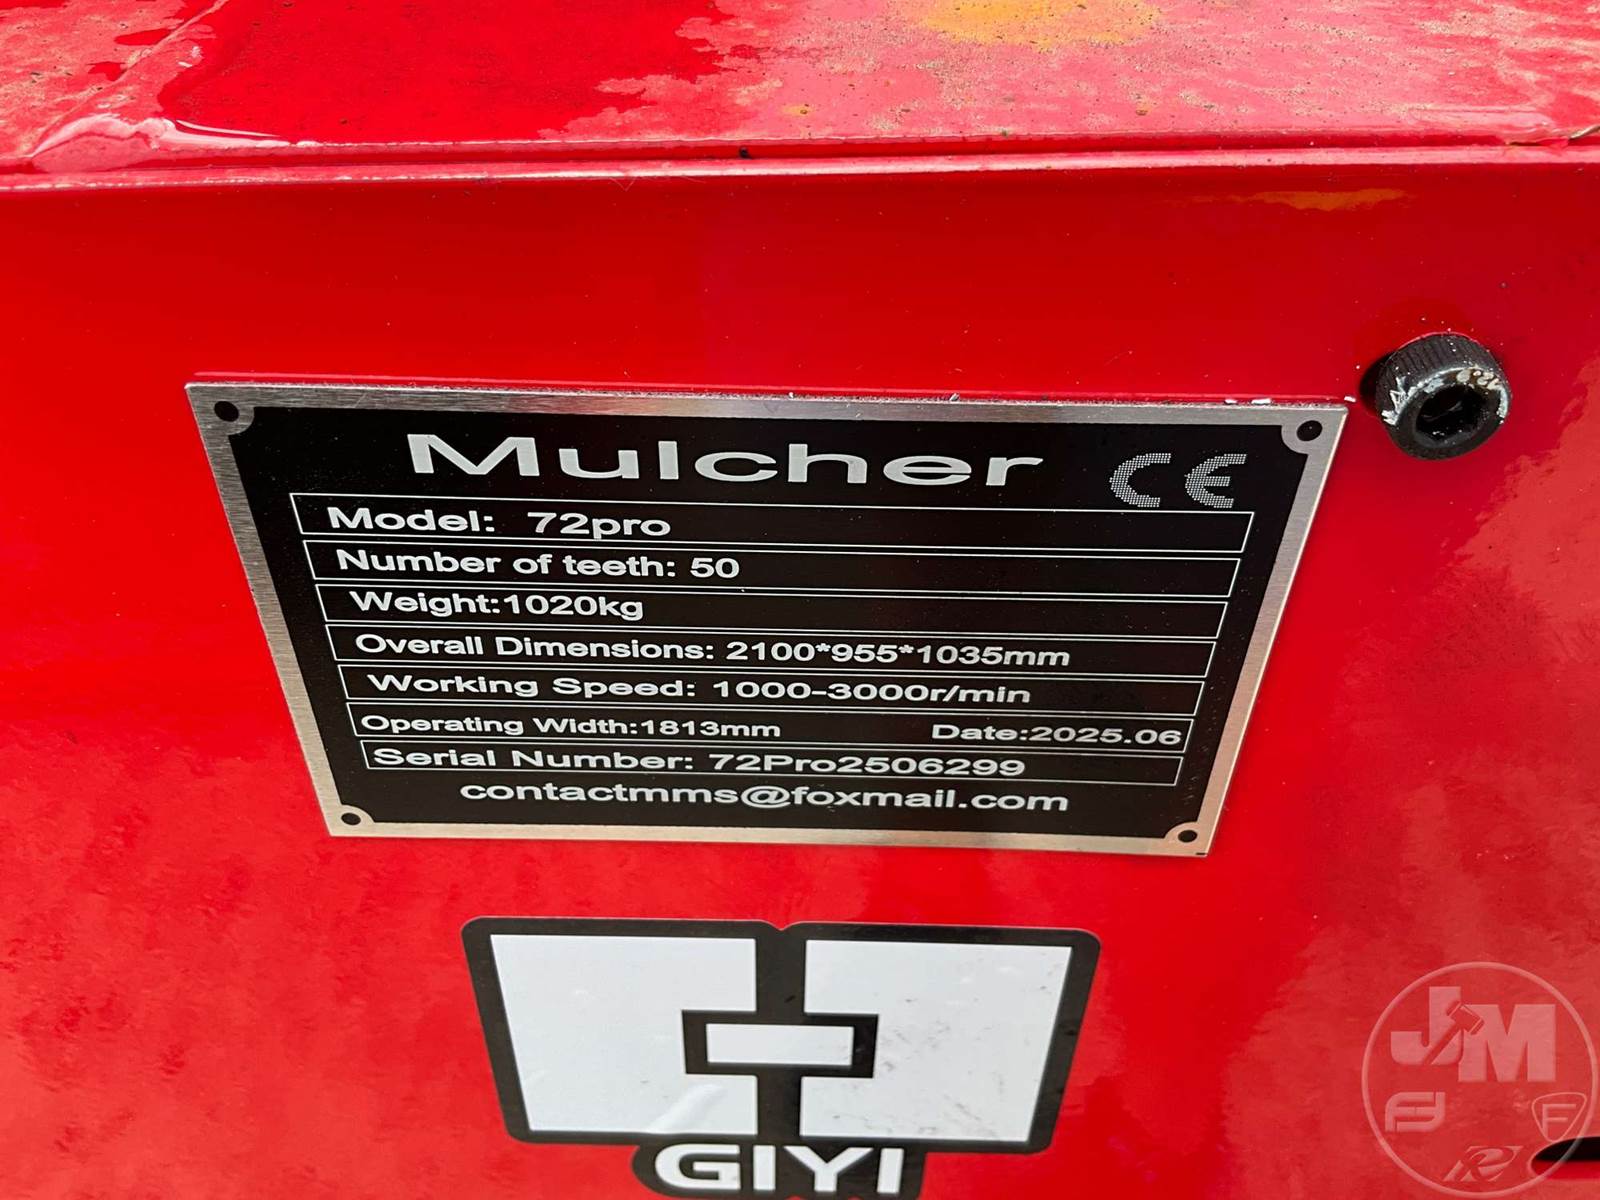 Mulcher CE
Model: 72pro
Number of teeth: 50
Weight:1020kg
Overall Dimensions: 2100*955*1035mm
Working Speed: 1000-3000r/min
Operating Width:1813mm Date:2025.06
Serial Number: 72Pro2506299
contactmms@foxmail.com
GIYI
JM